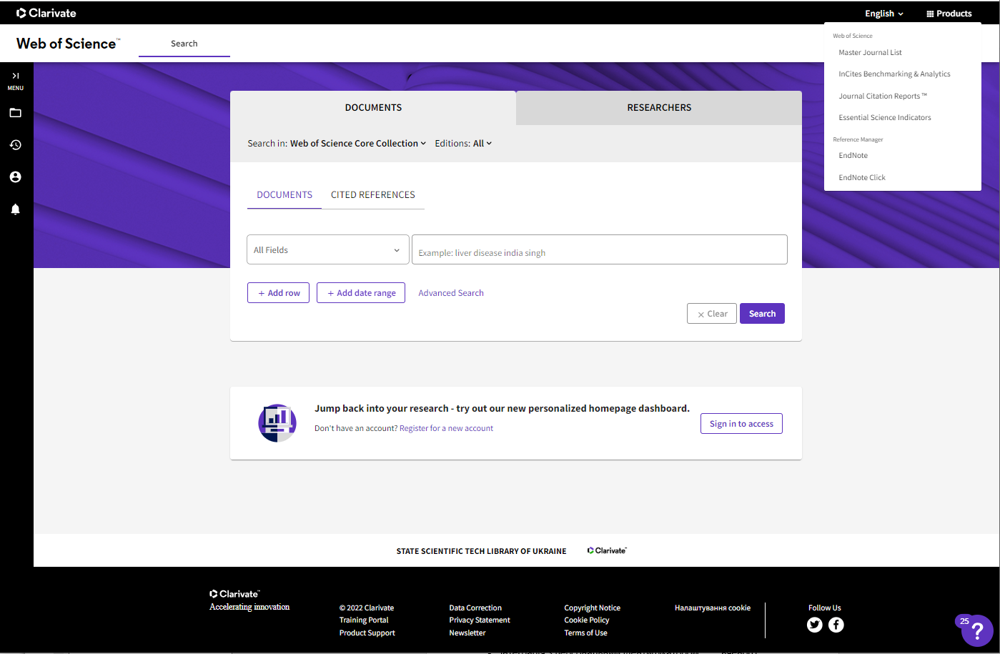 Clarivate
English
Products
Web of Science™
Search
Web of Science
Master Journal List
InCites Benchmarking & Analytics
Journal Citation Reports ™
Essential Science Indicators
Reference Manager
EndNote
EndNote Click
MENU
DOCUMENTS
RESEARCHERS
Search in: Web of Science Core Collection Editions: All
DOCUMENTS
CITED REFERENCES
All Fields
Example: liver disease india singh
+ Add row
+ Add date range
Advanced Search
× Clear
Search
Jump back into your research - try out our new personalized homepage dashboard.
Don't have an account? Register for a new account
Sign in to access
STATE SCIENTIFIC TECH LIBRARY OF UKRAINE
Clarivate™
Clarivate™
Accelerating innovation
© 2022 Clarivate
Training Portal
Product Support
Data Correction
Privacy Statement
Newsletter
Copyright Notice
Cookie Policy
Terms of Use
Налаштування cookie
Follow Us
25
?